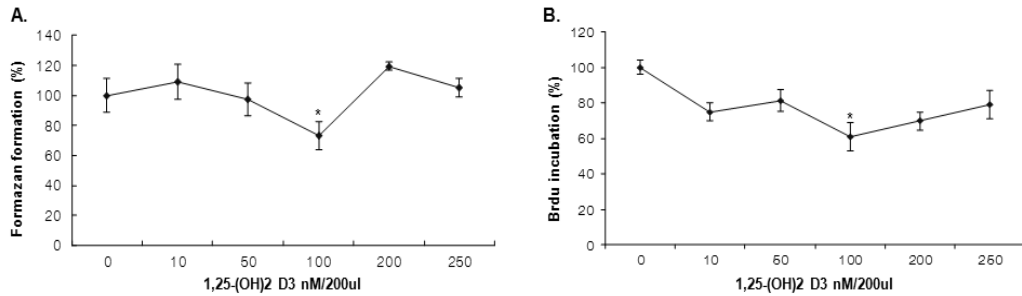 A.
Formazan formation (%)
140
120
100
80
60
40
20
0
*
0 10 50 100 200 250
1,25-(OH)2 D3 nM/200ul
B.
Brdu incubation (%)
120
100
80
60
40
20
0
*
0 10 60 100 200 260
1,25-(OH)2 D3 nM/200ul